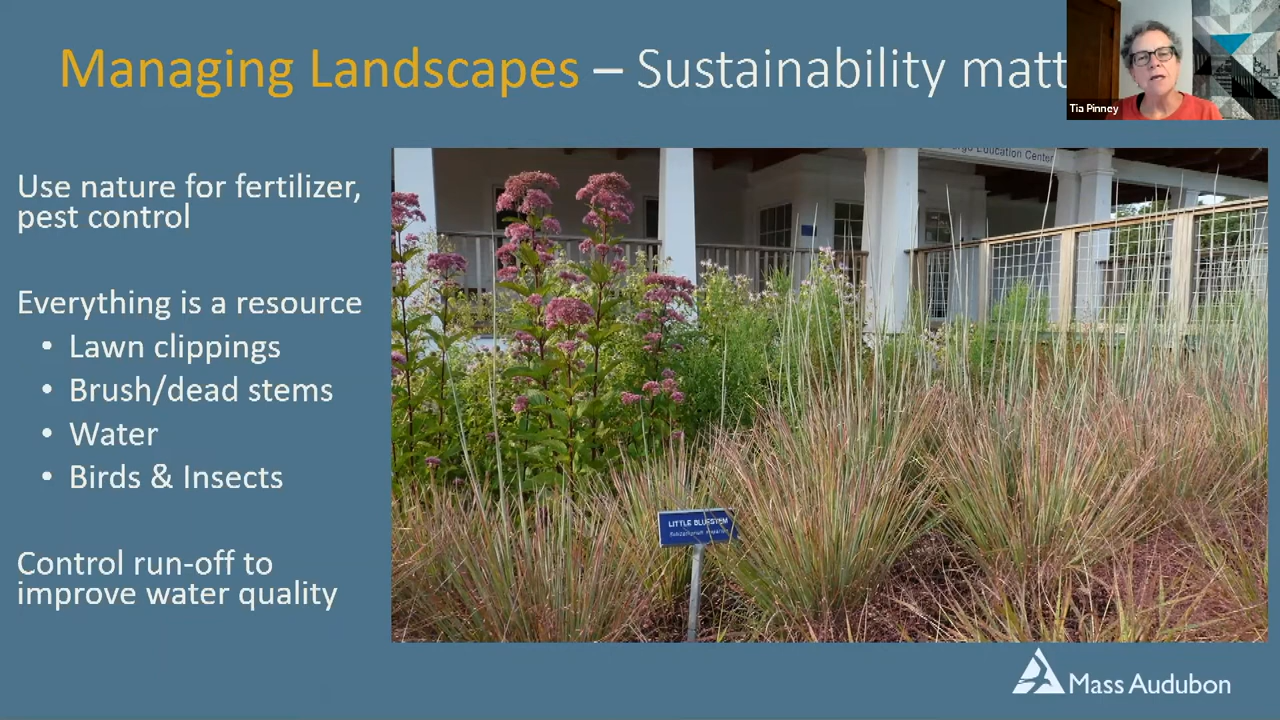 Managing Landscapes – Sustainability matt
Tia Pinney
Education Center
Use nature for fertilizer,
pest control
Everything is a resource
• Lawn clippings
• Brush/dead stems
• Water
• Birds & Insects
LITTLE BLUESTEM
Control run-off to
improve water quality
Mass Audubon